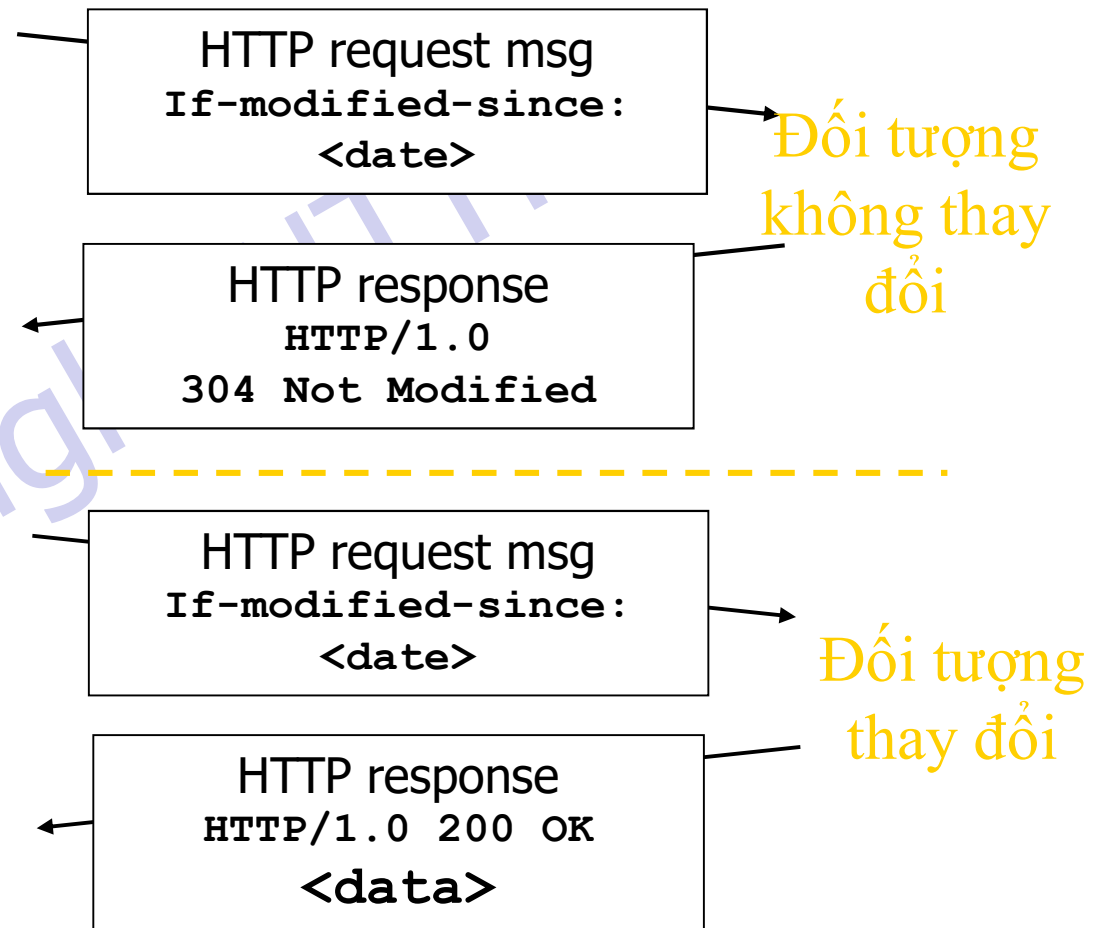 HTTP request msg
If-modified-since:
<date>
Đối tượng
không thay
đổi
HTTP response
HTTP/1.0
304 Not Modified
HTTP request msg
If-modified-since:
<date>
Đối tượng
thay đổi
HTTP response
HTTP/1.0 200 OK
<data>